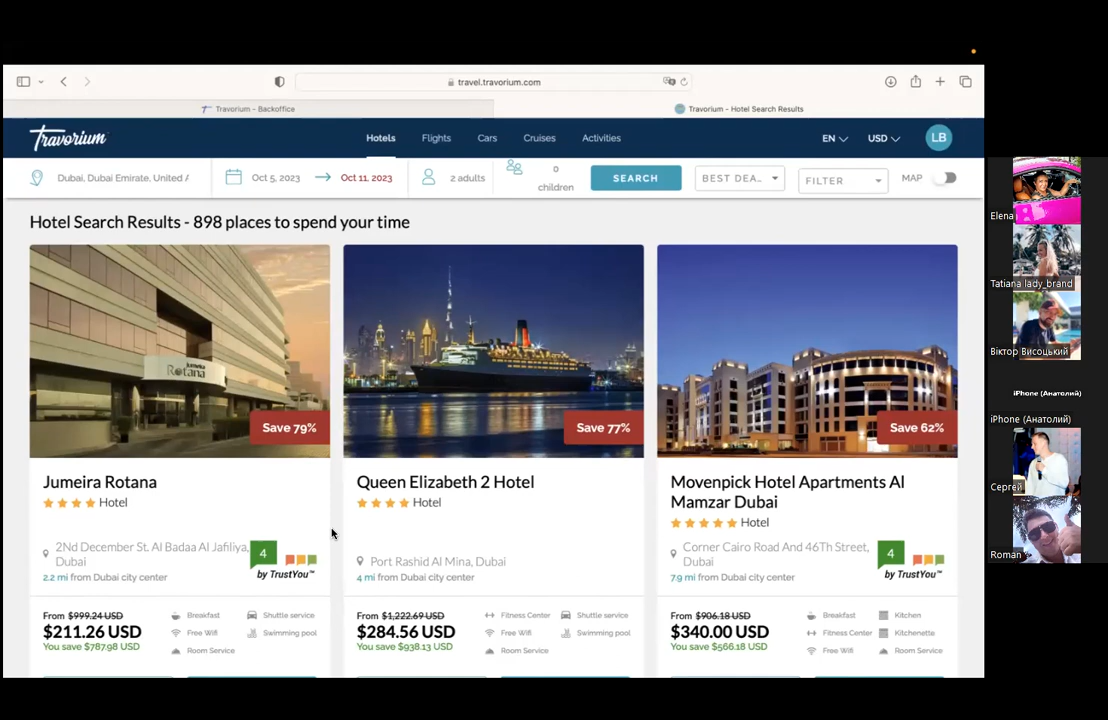 travel.travorium.com
Travorium - Backoffice
Travorium - Hotel Search Results
Travorium
Hotels
Flights
Cars
Cruises
Activities
EN
USD
LB
Dubai, Dubai Emirate, United A
Oct 5, 2023
Oct 11, 2023
2 adults
0
children
SEARCH
BEST DEA...
FILTER
MAP
Hotel Search Results - 898 places to spend your time
Jumeira
Rotana
Save 79%
Save 77%
Save 62%
Jumeira Rotana
Hotel
2Nd December St. Al Badaa Al Jafiliya,
Dubai
2.2 mi from Dubai city center
4
by TrustYou™
From $999.24 USD
$211.26 USD
You save $787.98 USD
Breakfast
Shuttle service
Free Wifi
Swimming pool
Room Service
Queen Elizabeth 2 Hotel
Hotel
Port Rashid Al Mina, Dubai
4 mi from Dubai city center
From $1,222.69 USD
$284.56 USD
You save $938.13 USD
Fitness Center
Shuttle service
Free Wifi
Swimming pool
Room Service
Movenpick Hotel Apartments Al
Mamzar Dubai
Hotel
Corner Cairo Road And 46Th Street,
Dubai
7.9 mi from Dubai city center
4
by TrustYou™
From $906.18 USD
$340.00 USD
You save $566.18 USD
Breakfast
Kitchen
Fitness Center
Kitchenette
Free Wifi
Room Service
Elena
Tatiana lady_brand
Віктор Висоцький
iPhone (Анатолий)
iPhone (Анатолий)
Сергей
Roman